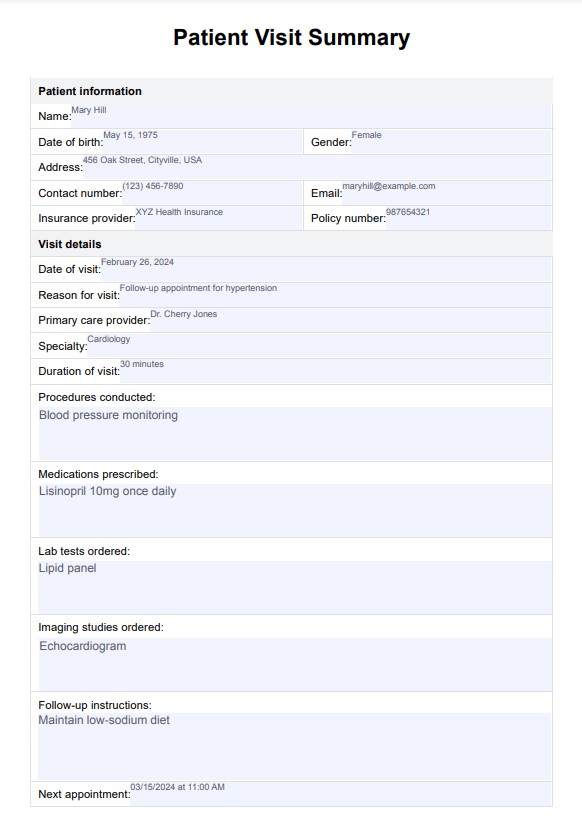 Patient Visit Summary
Patient information
Name: Mary Hill
Date of birth: May 15, 1975 Gender: Female
Address: 456 Oak Street, Cityville, USA
Contact number: (123) 456-7890 Email: maryhill@example.com
Insurance provider: XYZ Health Insurance Policy number: 987654321
Visit details
Date of visit: February 26, 2024
Reason for visit: Follow-up appointment for hypertension
Primary care provider: Dr. Cherry Jones
Specialty: Cardiology
Duration of visit: 30 minutes
Procedures conducted:
Blood pressure monitoring
Medications prescribed:
Lisinopril 10mg once daily
Lab tests ordered:
Lipid panel
Imaging studies ordered:
Echocardiogram
Follow-up instructions:
Maintain low-sodium diet
Next appointment: 03/15/2024 at 11:00 AM